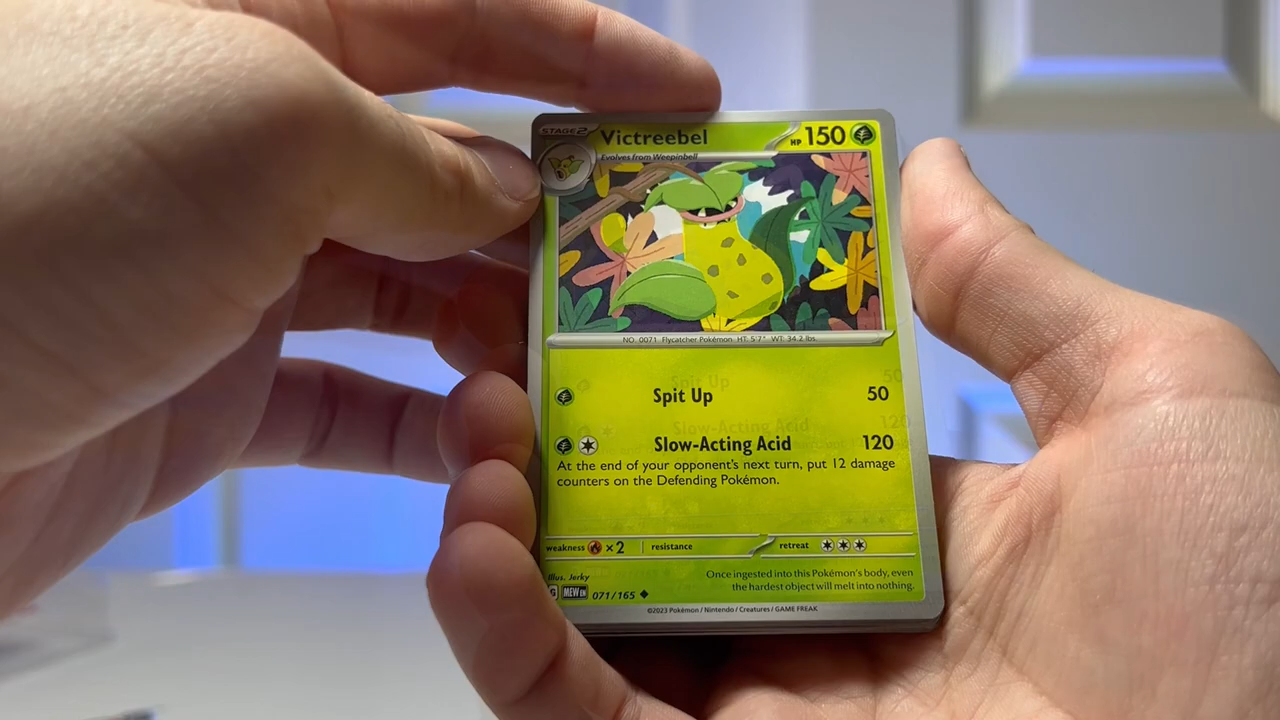 STAGE2 Victreebel HP 150
Evolves from Weepinbell
NO. 0071 Flycatcher Pokémon HT: 5'7" WT: 34.2 lbs.
Spit Up 50
Slow-Acting Acid 120
At the end of your opponent's next turn, put 12 damage
counters on the Defending Pokémon.
weakness ×2 resistance retreat
Illus. Jerky
Once ingested into this Pokémon's body, even
the hardest object will melt into nothing.
G MEW EN 071/165
©2023 Pokémon / Nintendo / Creatures / GAME FREAK